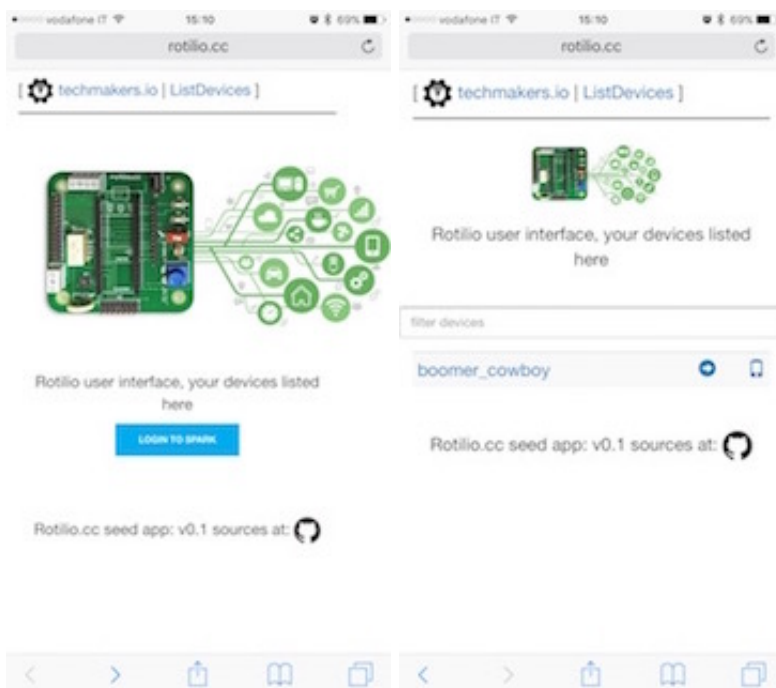 vodafone IT 15:10 69%
rotilio.cc
[ techmakers.io | ListDevices ]
Rotilio user interface, your devices listed
here
LOGIN TO SPARK
Rotilio.cc seed app: v0.1 sources at:
vodafone IT 15:10 69%
rotilio.cc
[ techmakers.io | ListDevices ]
Rotilio user interface, your devices listed
here
filter devices
boomer_cowboy
Rotilio.cc seed app: v0.1 sources at: